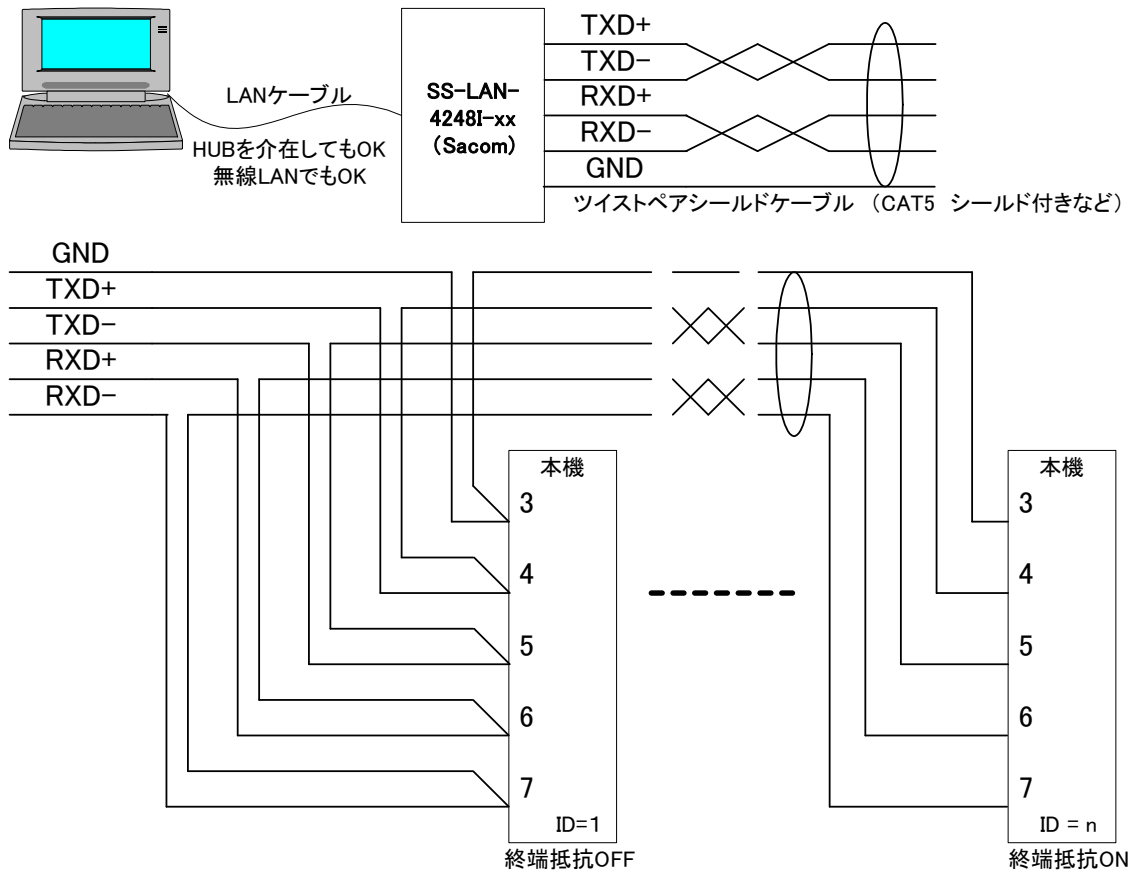 LANケーブル
HUBを介在してもOK
無線LANでもOK
SS-LAN-
4248I-xx
(Sacom)
TXD+
TXD-
RXD+
RXD-
GND
ツイストペアシールドケーブル （CAT5 シールド付きなど）
GND
TXD+
TXD-
RXD+
RXD-
本機
3
4
5
6
7
ID=1
終端抵抗OFF
本機
3
4
5
6
7
ID = n
終端抵抗ON